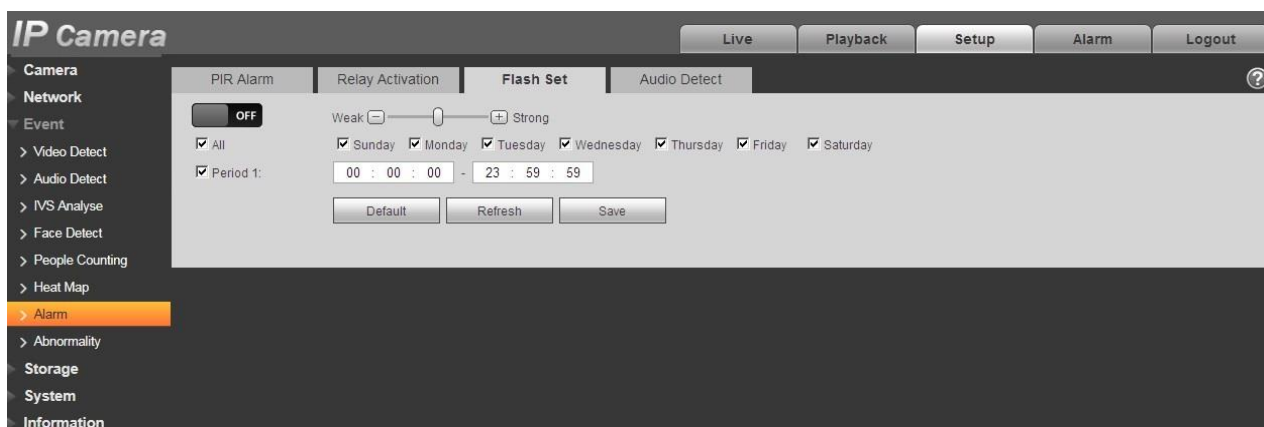 IP Camera
Live Playback Setup Alarm Logout
Camera
Network
Event
> Video Detect
> Audio Detect
> IVS Analyse
> Face Detect
> People Counting
> Heat Map
> Alarm
> Abnormality
Storage
System
Information
PIR Alarm Relay Activation Flash Set Audio Detect ?
OFF Weak - + Strong
All Sunday Monday Tuesday Wednesday Thursday Friday Saturday
Period 1: 00 : 00 : 00 - 23 : 59 : 59
Default Refresh Save